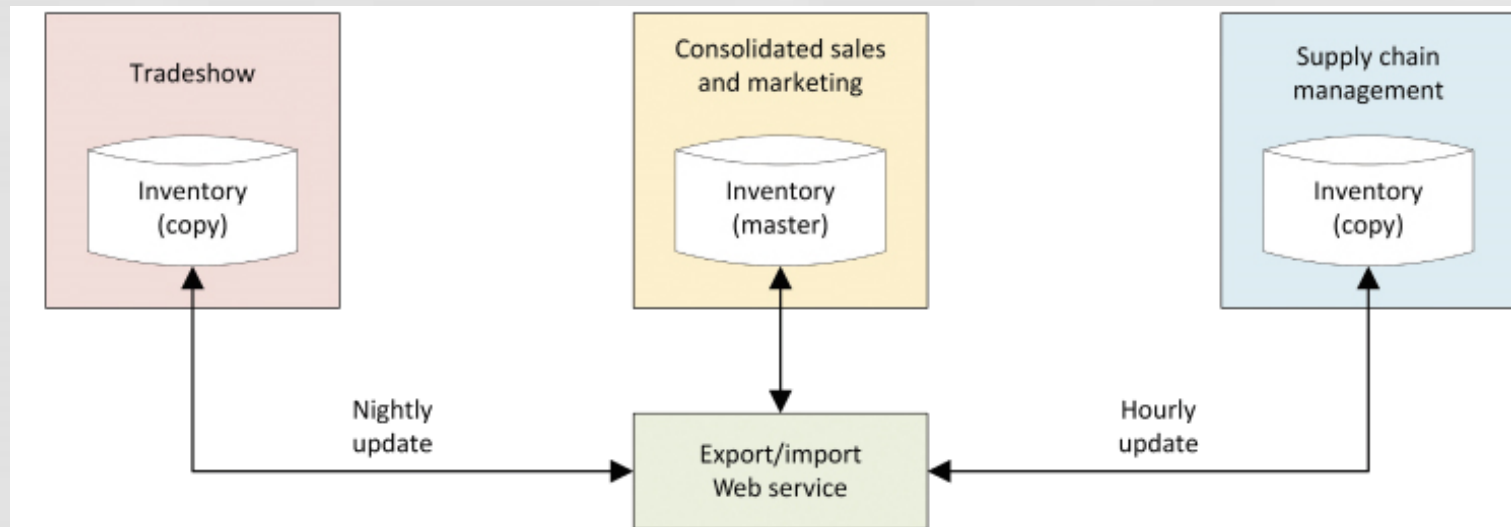 Tradeshow
Inventory
(copy)
Consolidated sales
and marketing
Inventory
(master)
Supply chain
management
Inventory
(copy)
Nightly
update
Export/import
Web service
Hourly
update